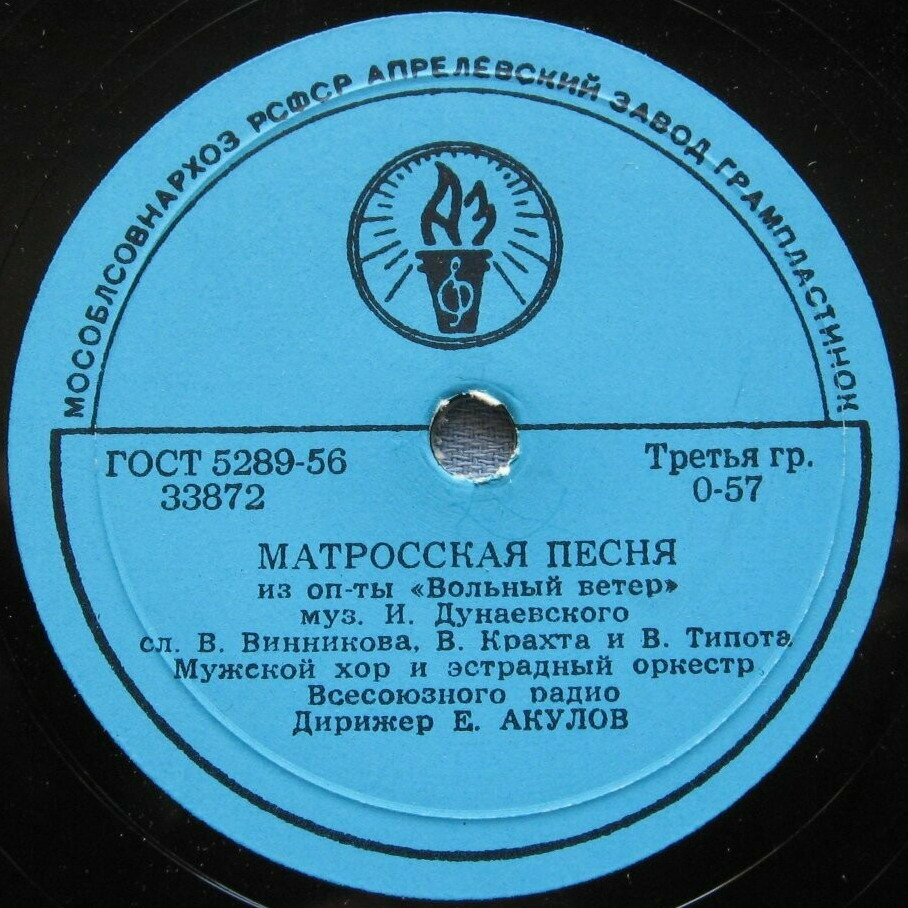 МОСОБЛСОВНАРХОЗ РСФСР АПРЕЛЕВСКИЙ ЗАВОД ГРАМПЛАСТИНОК
АЗ
ГОСТ 5289-56
33872
Третья гр.
0-57
МАТРОССКАЯ ПЕСНЯ
из оп-ты «Вольный ветер»
муз. И. Дунаевского
сл. В. Винникова, В. Крахта и В. Типота
Мужской хор и эстрадный оркестр
Всесоюзного радио
Дирижер Е. АКУЛОВ